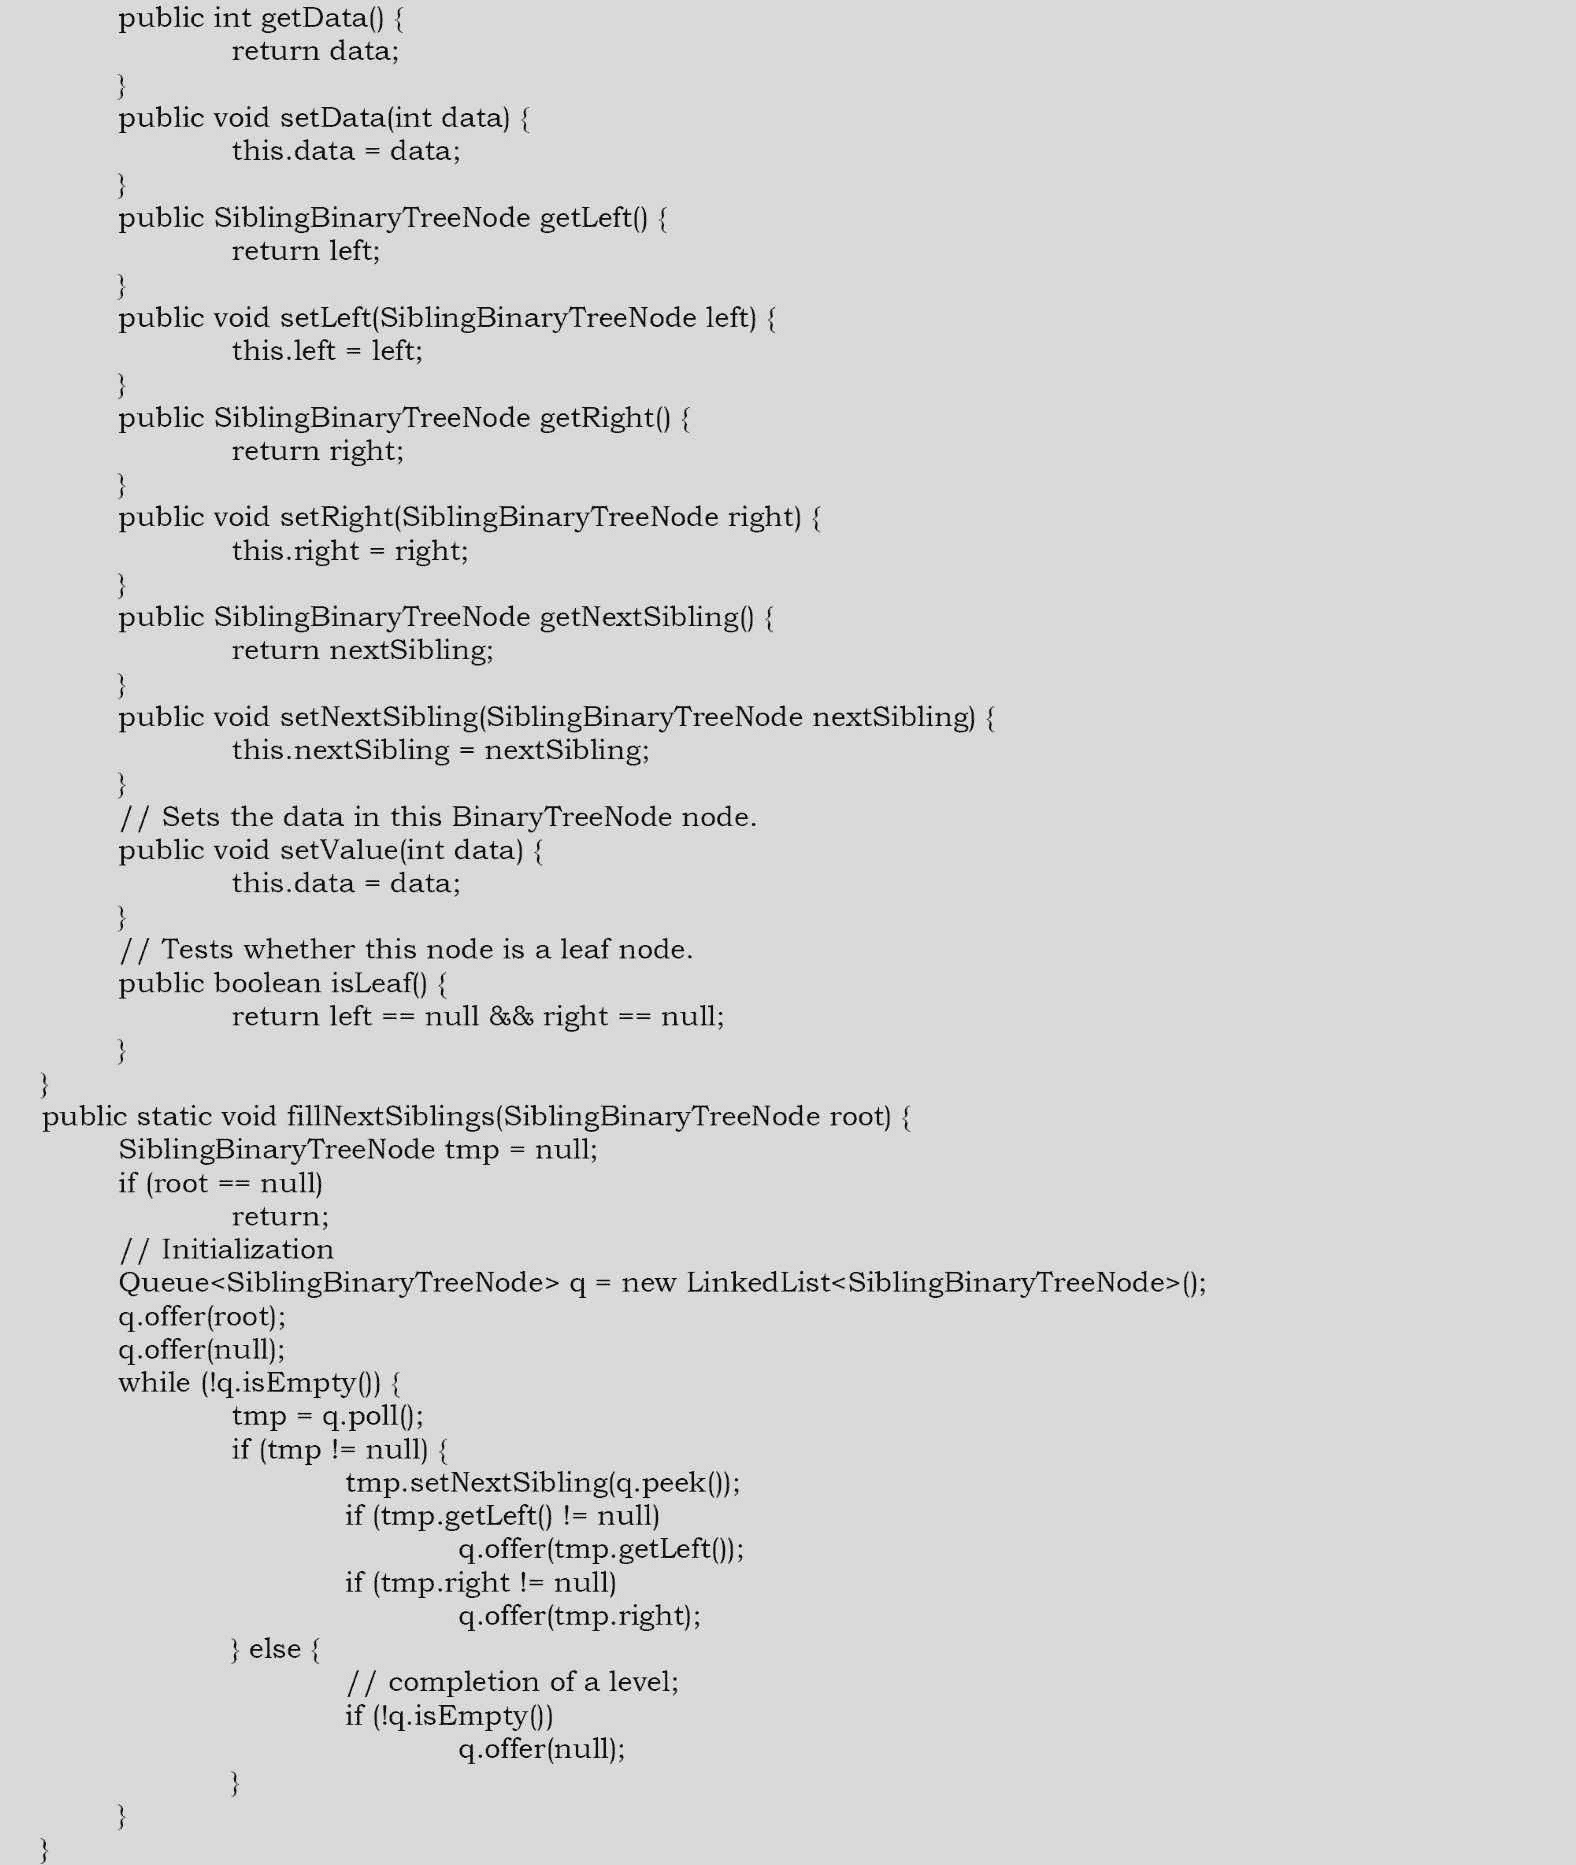 public int getData() {
return data;
}
public void setData(int data) {
this.data = data;
}
public SiblingBinaryTreeNode getLeft() {
return left;
}
public void setLeft(SiblingBinaryTreeNode left) {
this.left = left;
}
public SiblingBinaryTreeNode getRight() {
return right;
}
public void setRight(SiblingBinaryTreeNode right) {
this.right = right;
}
public SiblingBinaryTreeNode getNextSibling() {
return nextSibling;
}
public void setNextSibling(SiblingBinaryTreeNode nextSibling) {
this.nextSibling = nextSibling;
}
// Sets the data in this BinaryTreeNode node.
public void setValue(int data) {
this.data = data;
}
// Tests whether this node is a leaf node.
public boolean isLeaf() {
return left == null && right == null;
}
}
public static void fillNextSiblings(SiblingBinaryTreeNode root) {
SiblingBinaryTreeNode tmp = null;
if (root == null)
return;
// Initialization
Queue<SiblingBinaryTreeNode> q = new LinkedList<SiblingBinaryTreeNode>();
q.offer(root);
q.offer(null);
while (!q.isEmpty()) {
tmp = q.poll();
if (tmp != null) {
tmp.setNextSibling(q.peek());
if (tmp.getLeft() != null)
q.offer(tmp.getLeft());
if (tmp.right != null)
q.offer(tmp.right);
} else {
// completion of a level;
if (!q.isEmpty())
q.offer(null);
}
}
}